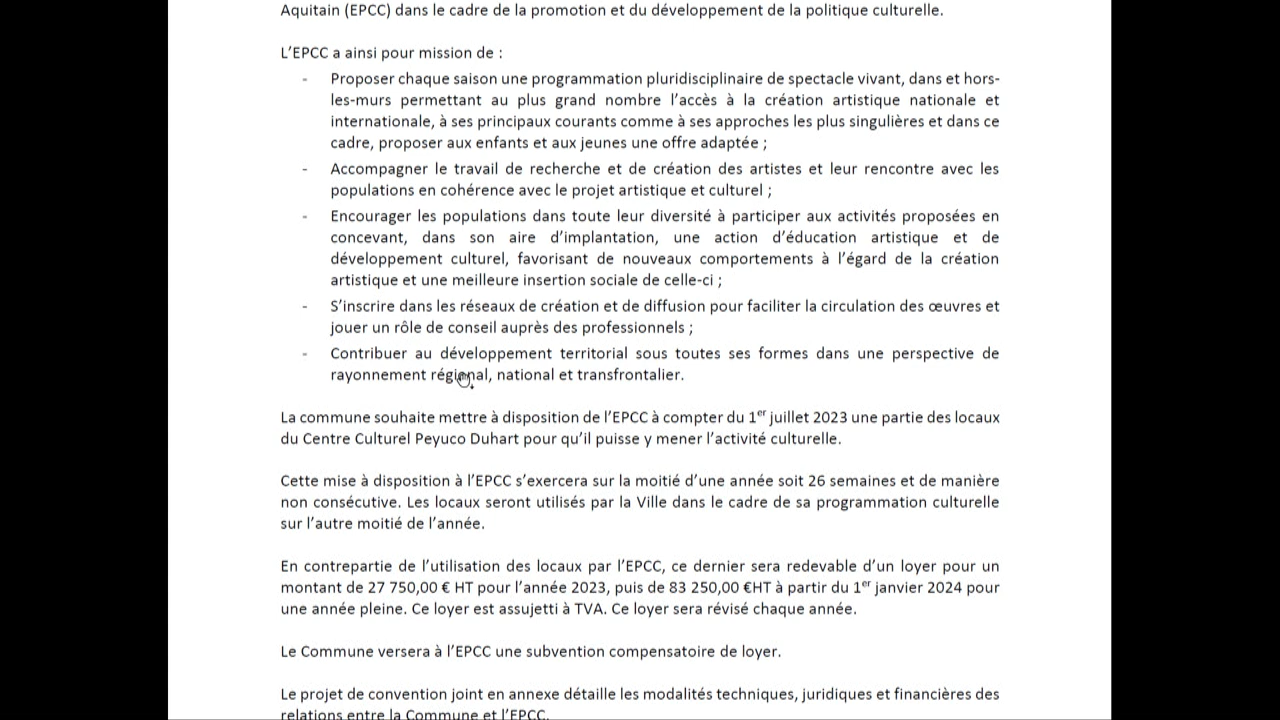 Aquitain (EPCC) dans le cadre de la promotion et du développement de la politique culturelle.
L’EPCC a ainsi pour mission de :
- Proposer chaque saison une programmation pluridisciplinaire de spectacle vivant, dans et hors-
les-murs permettant au plus grand nombre l’accès à la création artistique nationale et
internationale, à ses principaux courants comme à ses approches les plus singulières et dans ce
cadre, proposer aux enfants et aux jeunes une offre adaptée ;
- Accompagner le travail de recherche et de création des artistes et leur rencontre avec les
populations en cohérence avec le projet artistique et culturel ;
- Encourager les populations dans toute leur diversité à participer aux activités proposées en
concevant, dans son aire d’implantation, une action d’éducation artistique et de
développement culturel, favorisant de nouveaux comportements à l’égard de la création
artistique et une meilleure insertion sociale de celle-ci ;
- S’inscrire dans les réseaux de création et de diffusion pour faciliter la circulation des œuvres et
jouer un rôle de conseil auprès des professionnels ;
- Contribuer au développement territorial sous toutes ses formes dans une perspective de
rayonnement régional, national et transfrontalier.
La commune souhaite mettre à disposition de l’EPCC à compter du 1er juillet 2023 une partie des locaux
du Centre Culturel Peyuco Duhart pour qu’il puisse y mener l’activité culturelle.
Cette mise à disposition à l’EPCC s’exercera sur la moitié d’une année soit 26 semaines et de manière
non consécutive. Les locaux seront utilisés par la Ville dans le cadre de sa programmation culturelle
sur l’autre moitié de l’année.
En contrepartie de l’utilisation des locaux par l’EPCC, ce dernier sera redevable d’un loyer pour un
montant de 27 750,00 € HT pour l’année 2023, puis de 83 250,00 €HT à partir du 1er janvier 2024 pour
une année pleine. Ce loyer est assujetti à TVA. Ce loyer sera révisé chaque année.
Le Commune versera à l’EPCC une subvention compensatoire de loyer.
Le projet de convention joint en annexe détaille les modalités techniques, juridiques et financières des
relations entre la Commune et l’EPCC.